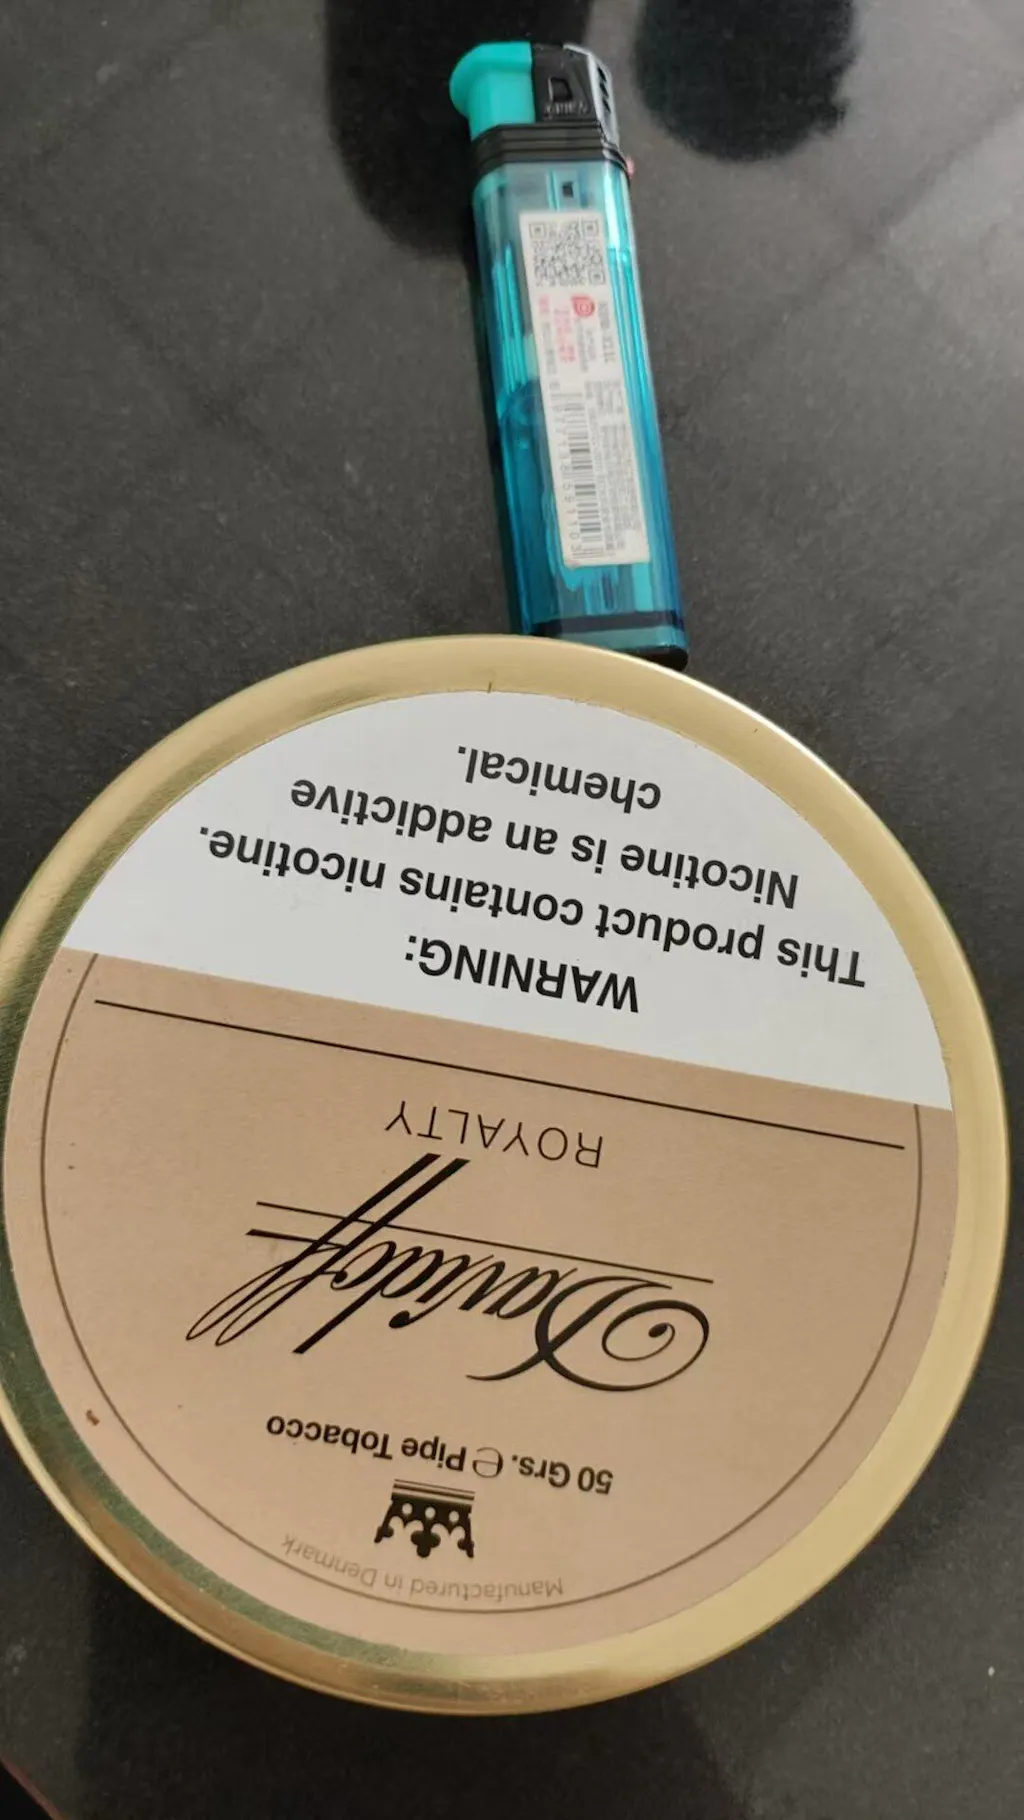 WARNING:
This product contains nicotine.
Nicotine is an addictive
chemical.
ROYALTY
Davidoff
50 Grs. ℮ Pipe Tobacco
Manufactured in Denmark